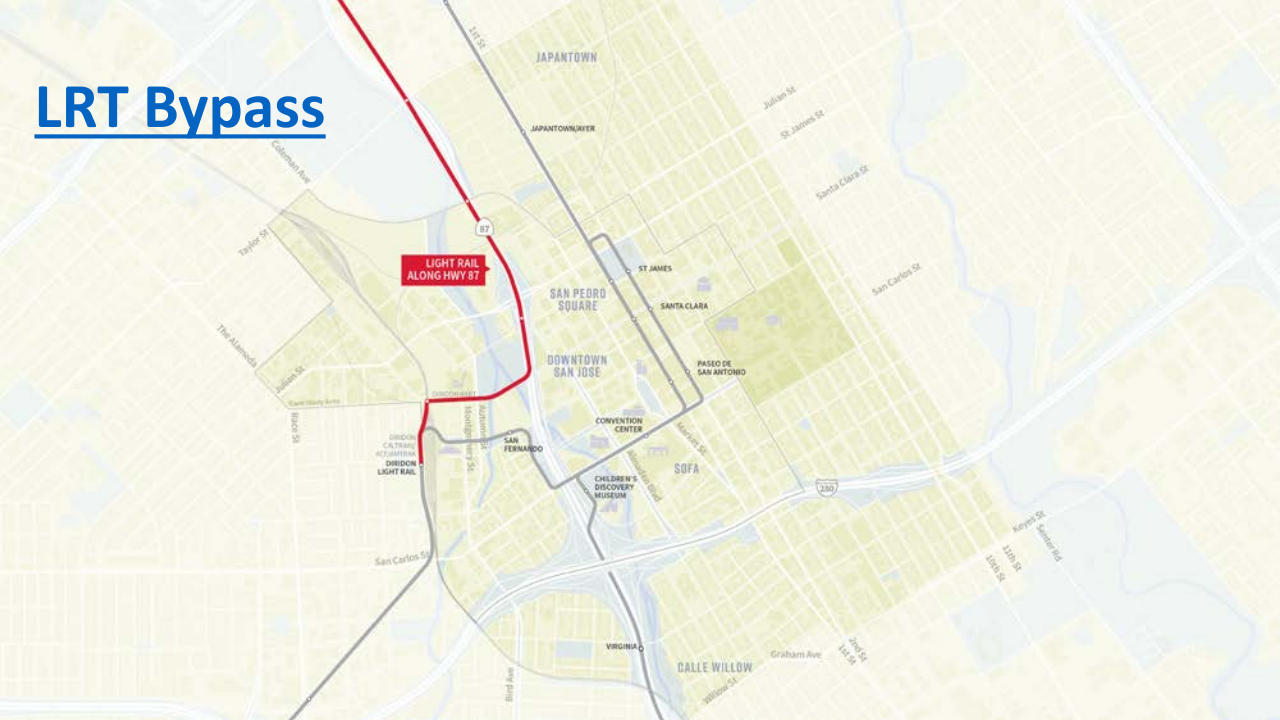 LRT Bypass
1st St
JAPANTOWN
JAPANTOWN/AYER
Julian St
St James St
Santa Clara St
San Carlos St
Coleman Ave
Taylor St
87
LIGHT RAIL
ALONG HWY 87
ST JAMES
SAN PEDRO
SQUARE
SANTA CLARA
The Alameda
Julian St
DOWNTOWN
SAN JOSE
PASEO DE
SAN ANTONIO
Race St
Montgomery St
Autumn St
DIRIDON
CALTRAIN/
ACE/AMTRAK
DIRIDON
LIGHT RAIL
SAN
FERNANDO
CONVENTION
CENTER
Market St
Almaden Blvd
SOFA
CHILDREN'S
DISCOVERY
MUSEUM
280
San Carlos St
Keyes St
Senter Rd
11th St
10th St
VIRGINIA
2nd St
1st St
Graham Ave
CALLE WILLOW
Willow St
Bird Ave